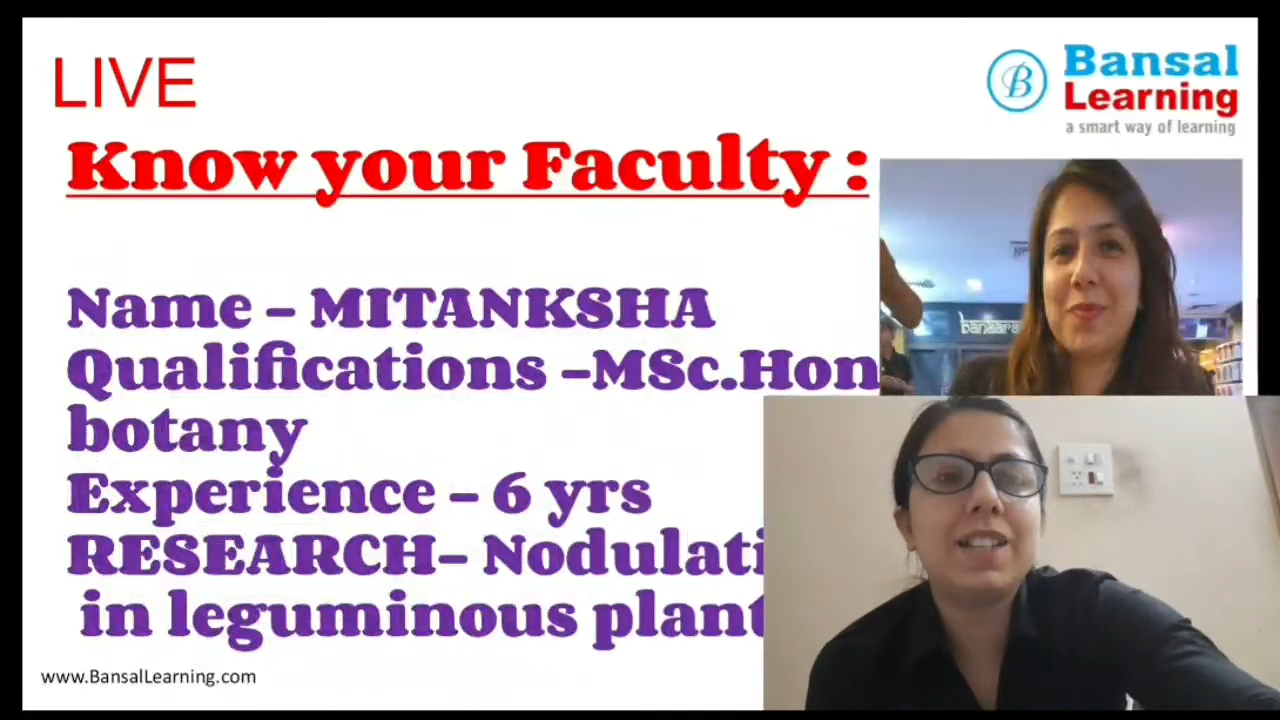 LIVE
Bansal
Learning
a smart way of learning
Know your Faculty :
Name – MITANKSHA
Qualifications –MSc.Hon
botany
Experience – 6 yrs
RESEARCH– Nodulati
in leguminous plant
www.BansalLearning.com